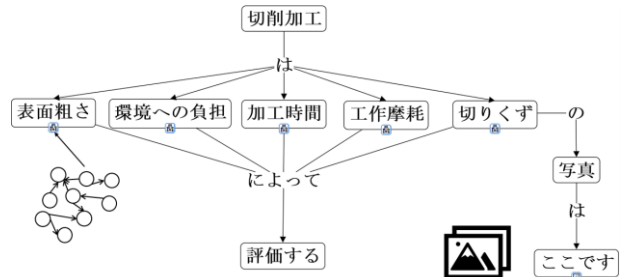 切削加工
は
表面粗さ
環境への負担
加工時間
工作摩耗
切りくず
の
によって
写真
は
評価する
ここです